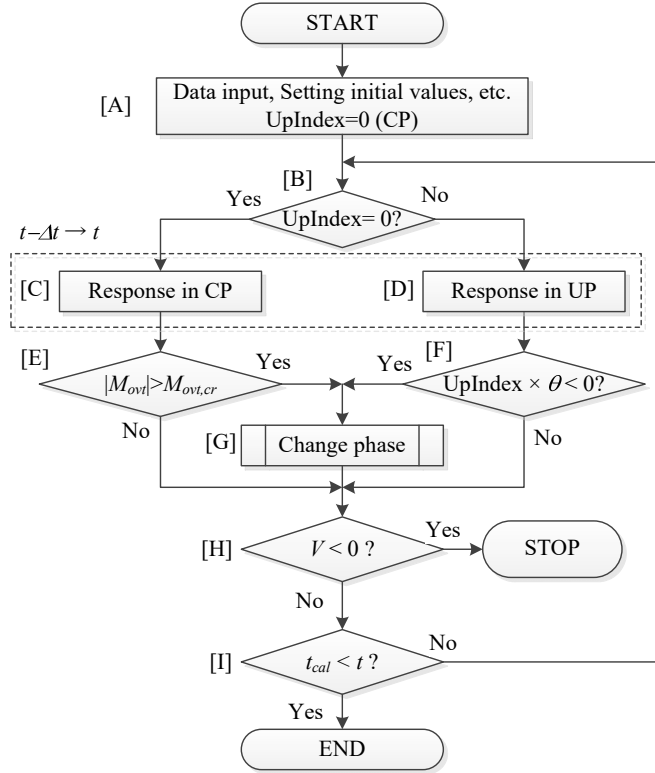 START
[A]
Data input, Setting initial values, etc.
UpIndex=0 (CP)
[B]
Yes
No
UpIndex= 0?
t−Δt → t
[C]
Response in CP
[D]
Response in UP
[E]
[F]
|Movt|>Movt,cr
Yes
Yes
UpIndex × θ < 0?
No
No
[G]
Change phase
[H]
V < 0 ?
Yes
STOP
No
[I]
tcal < t ?
No
Yes
END